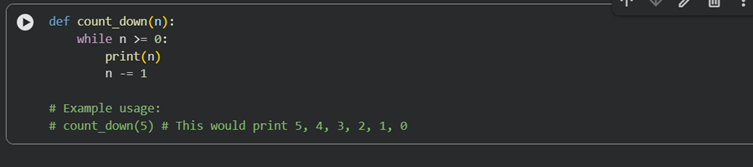 def count_down(n):
    while n >= 0:
        print(n)
        n -= 1

# Example usage:
# count_down(5) # This would print 5, 4, 3, 2, 1, 0